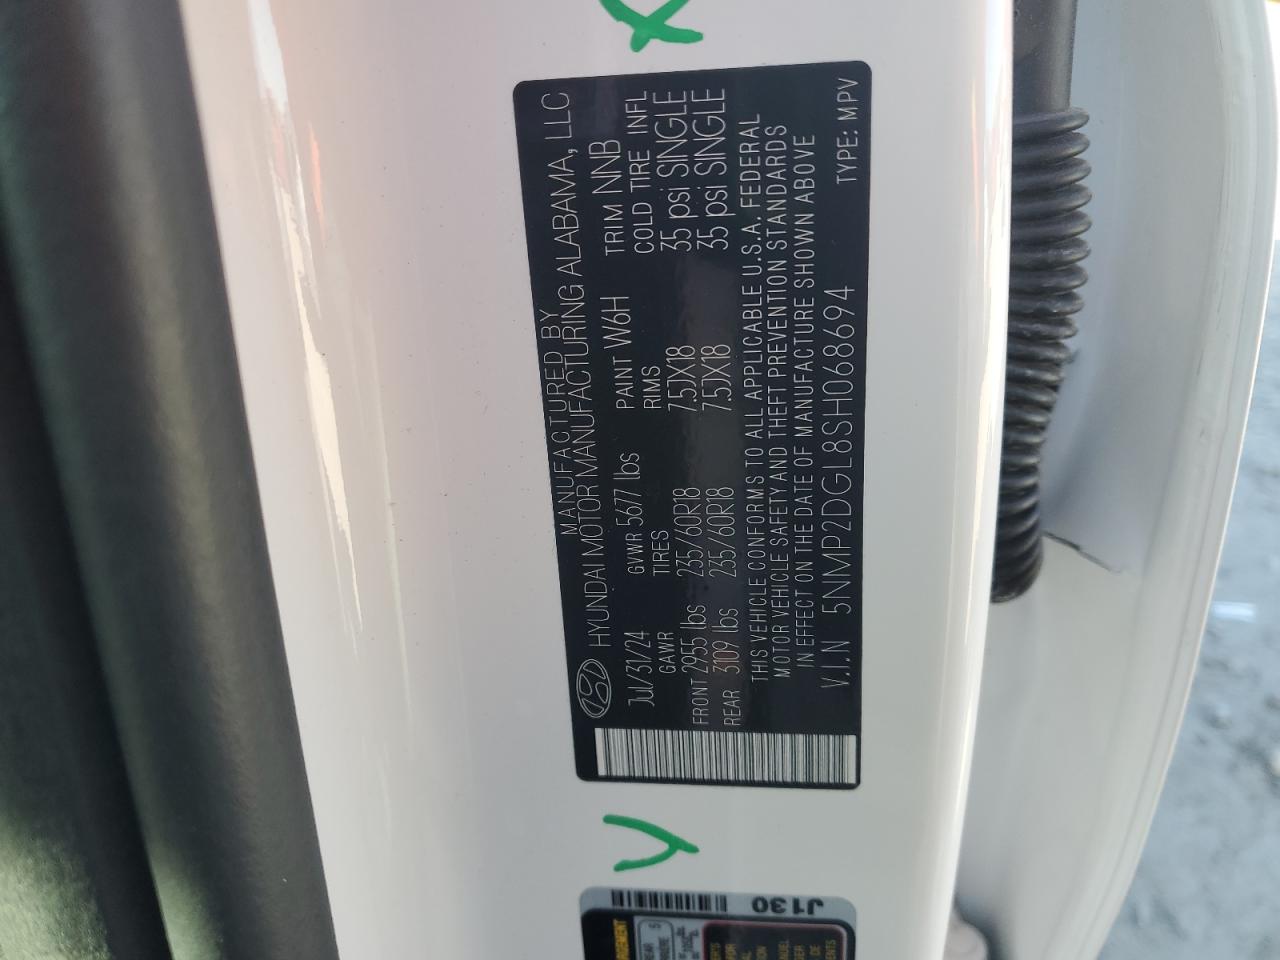 MANUFACTURED BY
HYUNDAI MOTOR MANUFACTURING ALABAMA, LLC
Jul/31/24 GVWR 5677 lbs PAINT W6H TRIM NNB
GAWR TIRES RIMS COLD TIRE INFL
FRONT 2955 lbs 235/60R18 7.5JX18 35 psi SINGLE
REAR 3109 lbs 235/60R18 7.5JX18 35 psi SINGLE
THIS VEHICLE CONFORMS TO ALL APPLICABLE U.S.A. FEDERAL
MOTOR VEHICLE SAFETY AND THEFT PREVENTION STANDARDS
IN EFFECT ON THE DATE OF MANUFACTURE SHOWN ABOVE
V.I.N 5NMP2DGL8SH068694 TYPE: MPV
J130